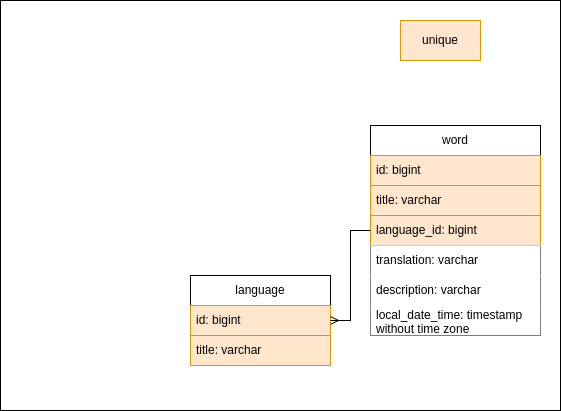 unique
word
id: bigint
title: varchar
language_id: bigint
translation: varchar
description: varchar
local_date_time: timestamp
without time zone
language
id: bigint
title: varchar